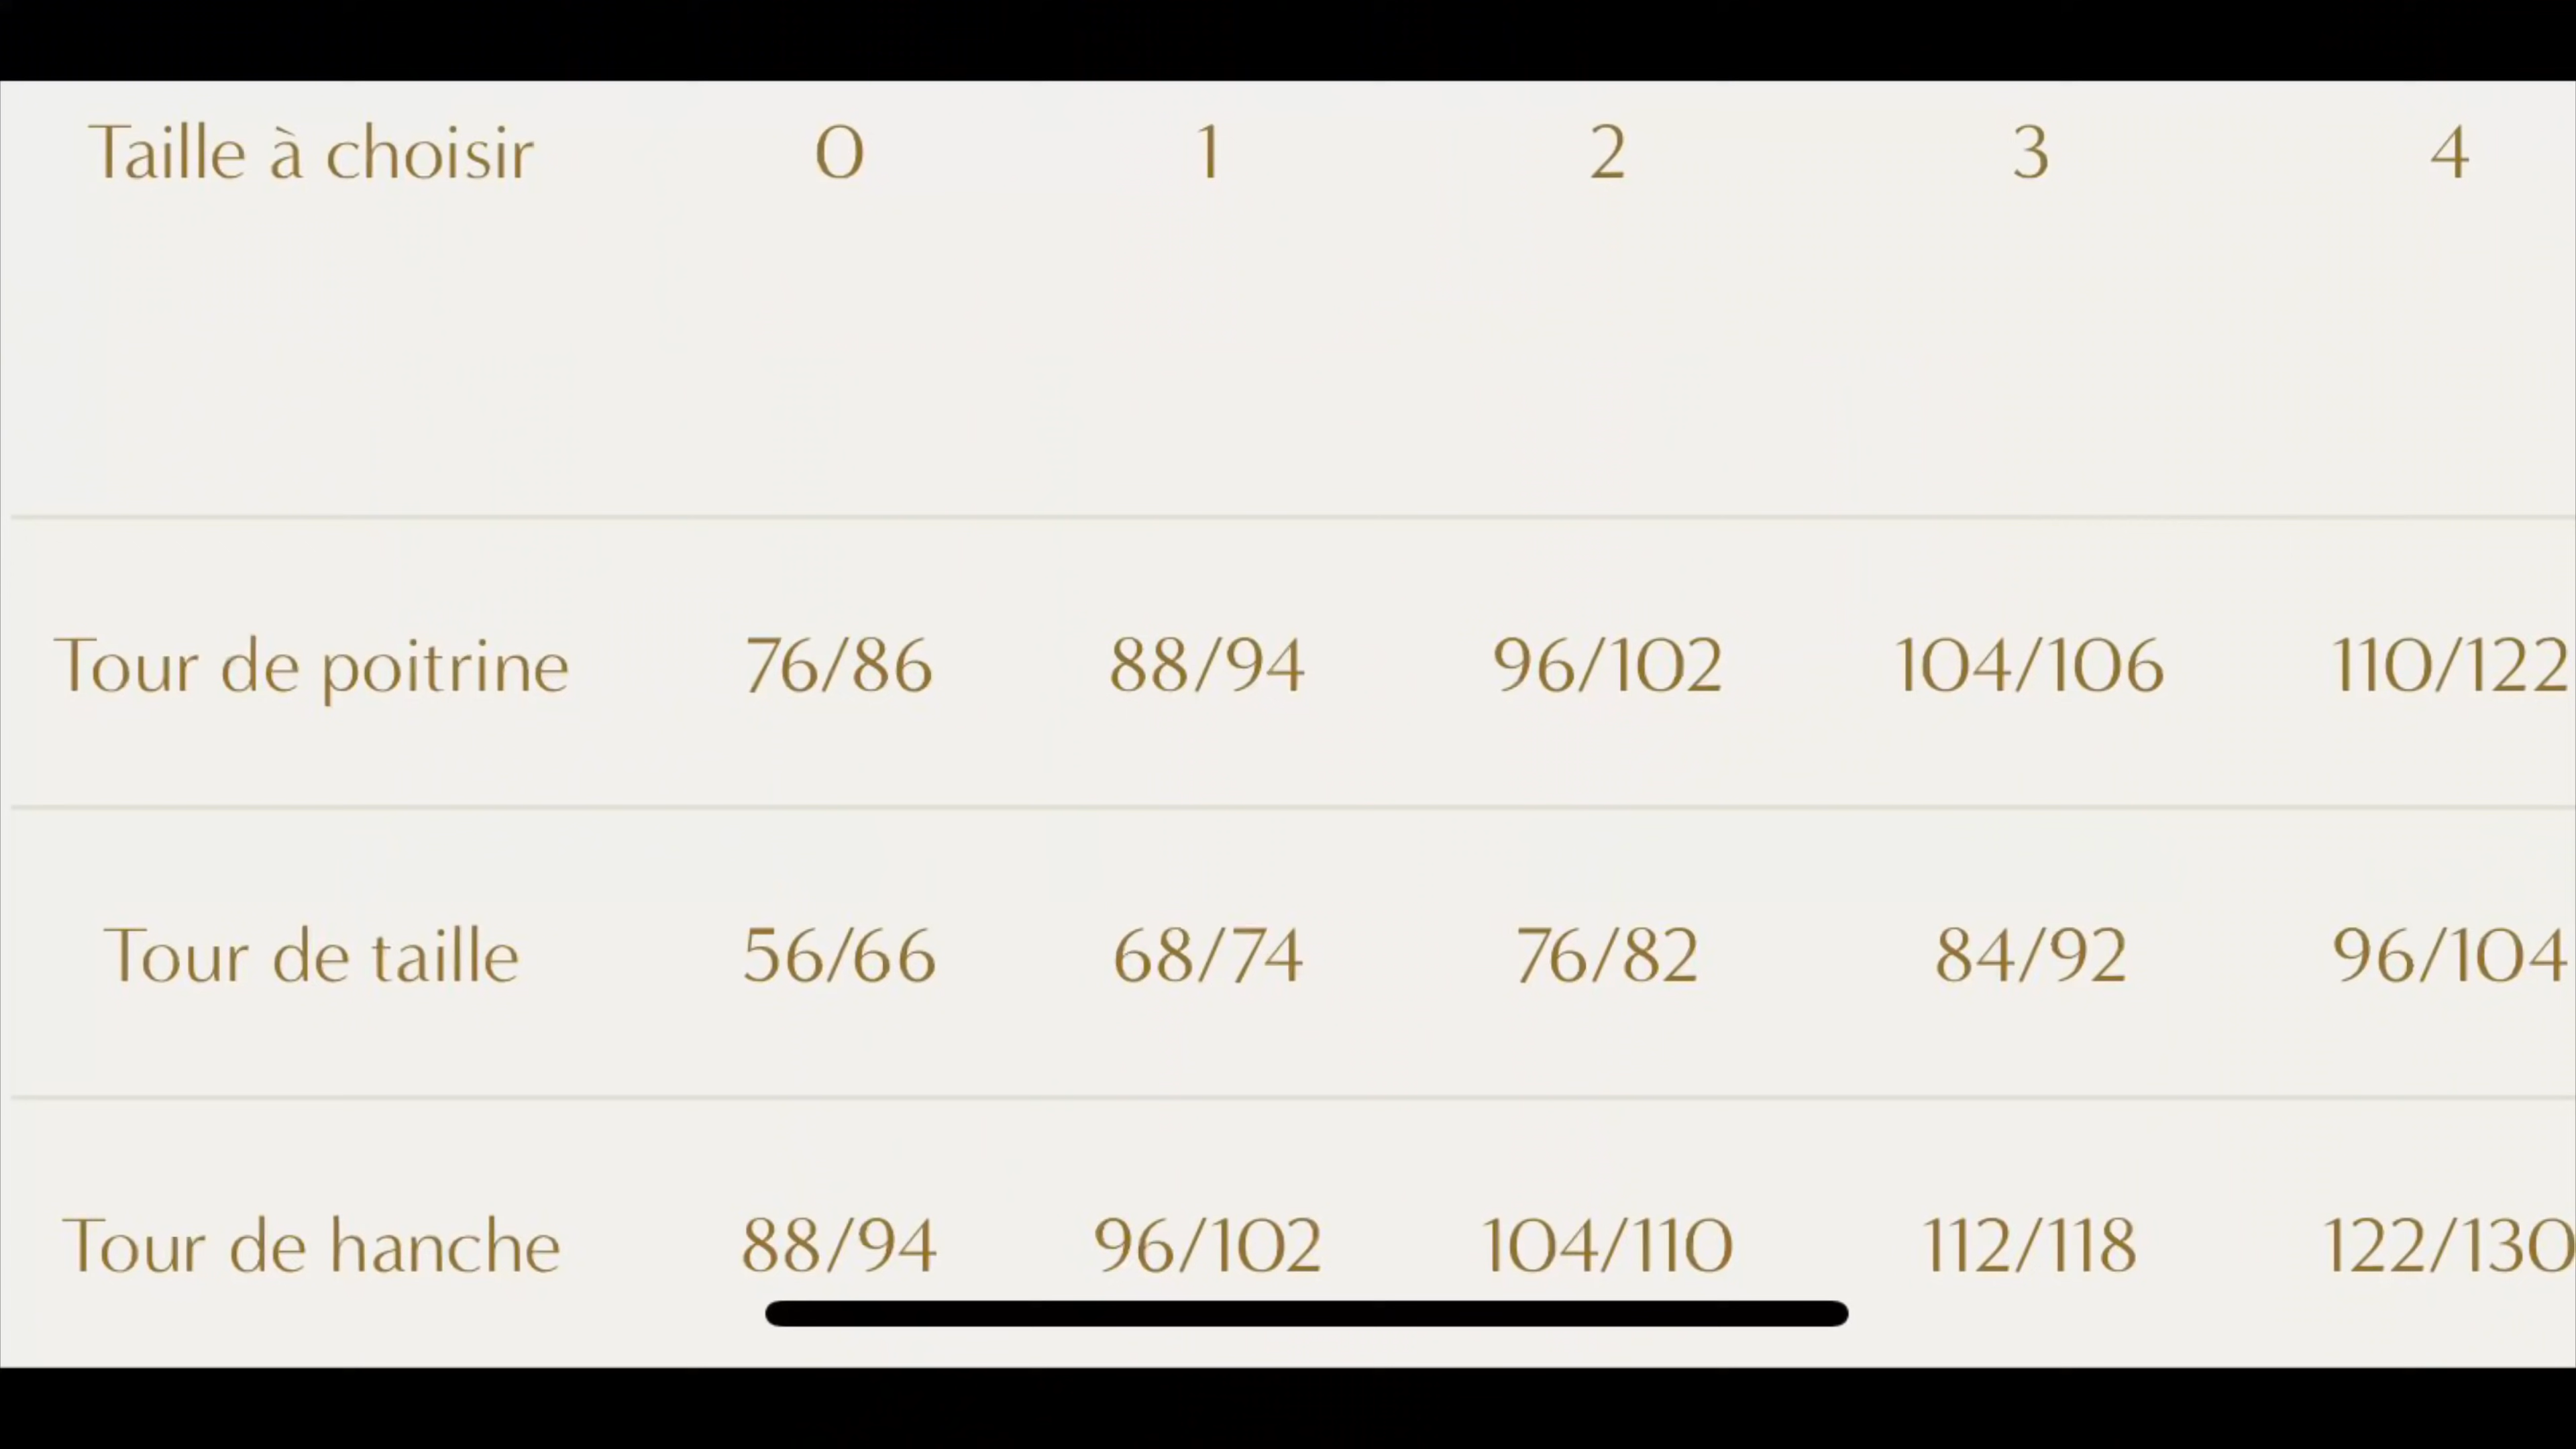 Taille à choisir 0 1 2 3 4
Tour de poitrine 76/86 88/94 96/102 104/106 110/122
Tour de taille 56/66 68/74 76/82 84/92 96/104
Tour de hanche 88/94 96/102 104/110 112/118 122/130